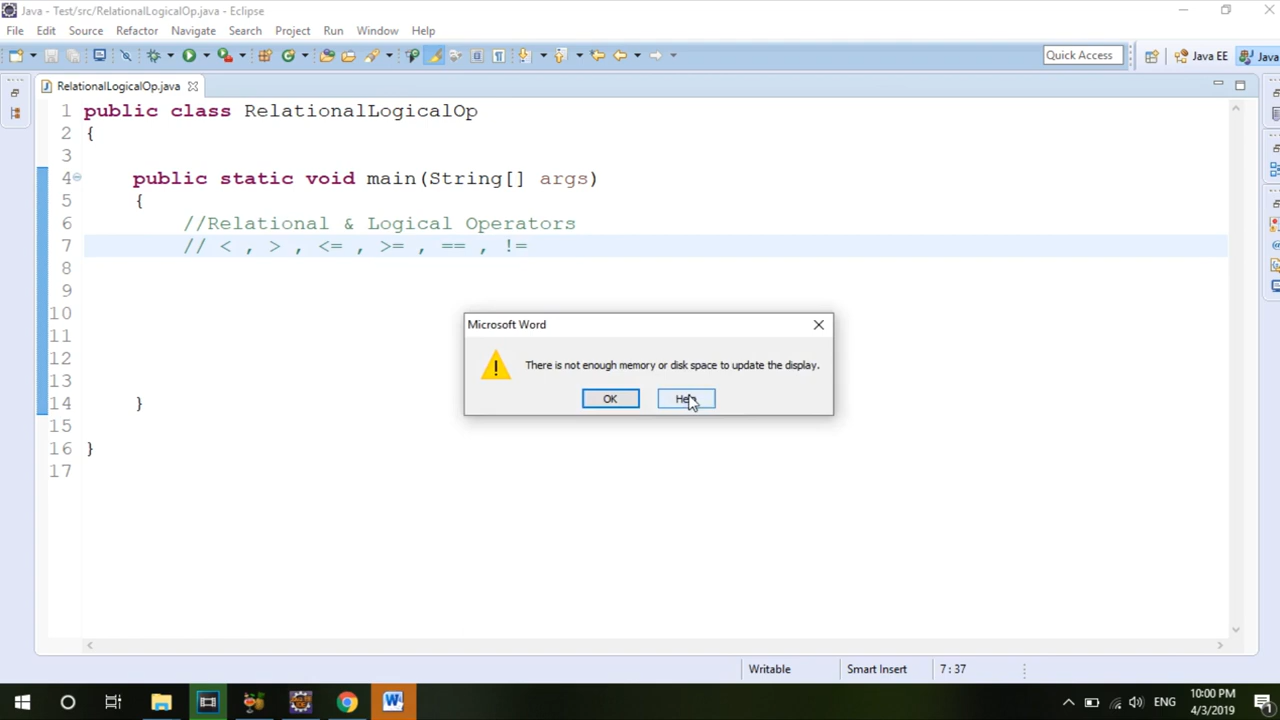 Java - Test/src/RelationalLogicalOp.java - Eclipse
File Edit Source Refactor Navigate Search Project Run Window Help
Quick Access
Java EE
Java
RelationalLogicalOp.java
1 public class RelationalLogicalOp
2 {
3
4 public static void main(String[] args)
5 {
6 //Relational & Logical Operators
7 // < , > , <= , >= , == , !=
8
9
10
11
12
13
14 }
15
16 }
17
Microsoft Word
There is not enough memory or disk space to update the display.
OK
Writable
Smart Insert
7 : 37
ENG
10:00 PM
4/3/2019